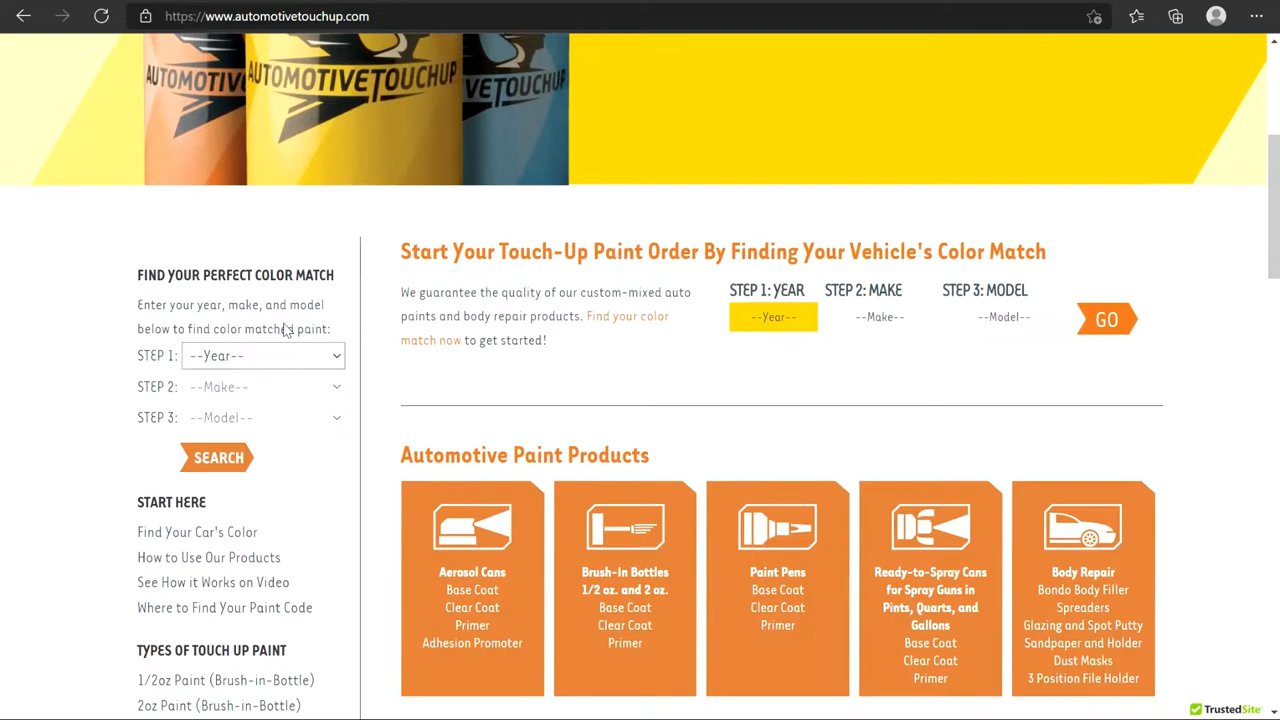 https://www.automotivetouchup.com
AUTOMOTIV
AUTOMOTIVETOUCHUP
VETOUCHUP
FIND YOUR PERFECT COLOR MATCH
Enter your year, make, and model
below to find color matched paint:
STEP 1: --Year--
STEP 2: --Make--
STEP 3: --Model--
SEARCH
START HERE
Find Your Car's Color
How to Use Our Products
See How it Works on Video
Where to Find Your Paint Code
TYPES OF TOUCH UP PAINT
1/2oz Paint (Brush-in-Bottle)
2oz Paint (Brush-in-Bottle)
Start Your Touch-Up Paint Order By Finding Your Vehicle's Color Match
We guarantee the quality of our custom-mixed auto
paints and body repair products. Find your color
match now to get started!
STEP 1: YEAR STEP 2: MAKE STEP 3: MODEL
--Year-- --Make-- --Model-- GO
Automotive Paint Products
Aerosol Cans
Base Coat
Clear Coat
Primer
Adhesion Promoter
Brush-In Bottles
1/2 oz. and 2 oz.
Base Coat
Clear Coat
Primer
Paint Pens
Base Coat
Clear Coat
Primer
Ready-to-Spray Cans
for Spray Guns in
Pints, Quarts, and
Gallons
Base Coat
Clear Coat
Primer
Body Repair
Bondo Body Filler
Spreaders
Glazing and Spot Putty
Sandpaper and Holder
Dust Masks
3 Position File Holder
TrustedSite